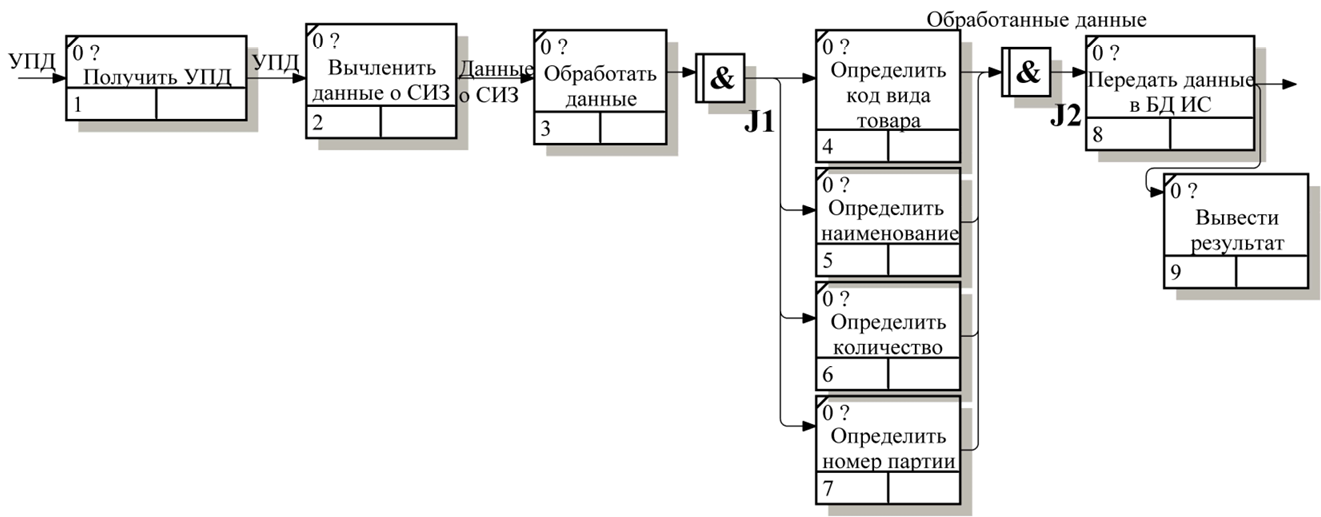 УПД
0 ?
Получить УПД
1
УПД
0 ?
Вычленить
данные о СИЗ
2
Данные
о СИЗ
0 ?
Обработать
данные
3
&
J1
0 ?
Определить
код вида
товара
4
0 ?
Определить
наименование
5
0 ?
Определить
количество
6
0 ?
Определить
номер партии
7
Обработанные данные
&
J2
0 ?
Передать данные
в БД ИС
8
0 ?
Вывести
результат
9